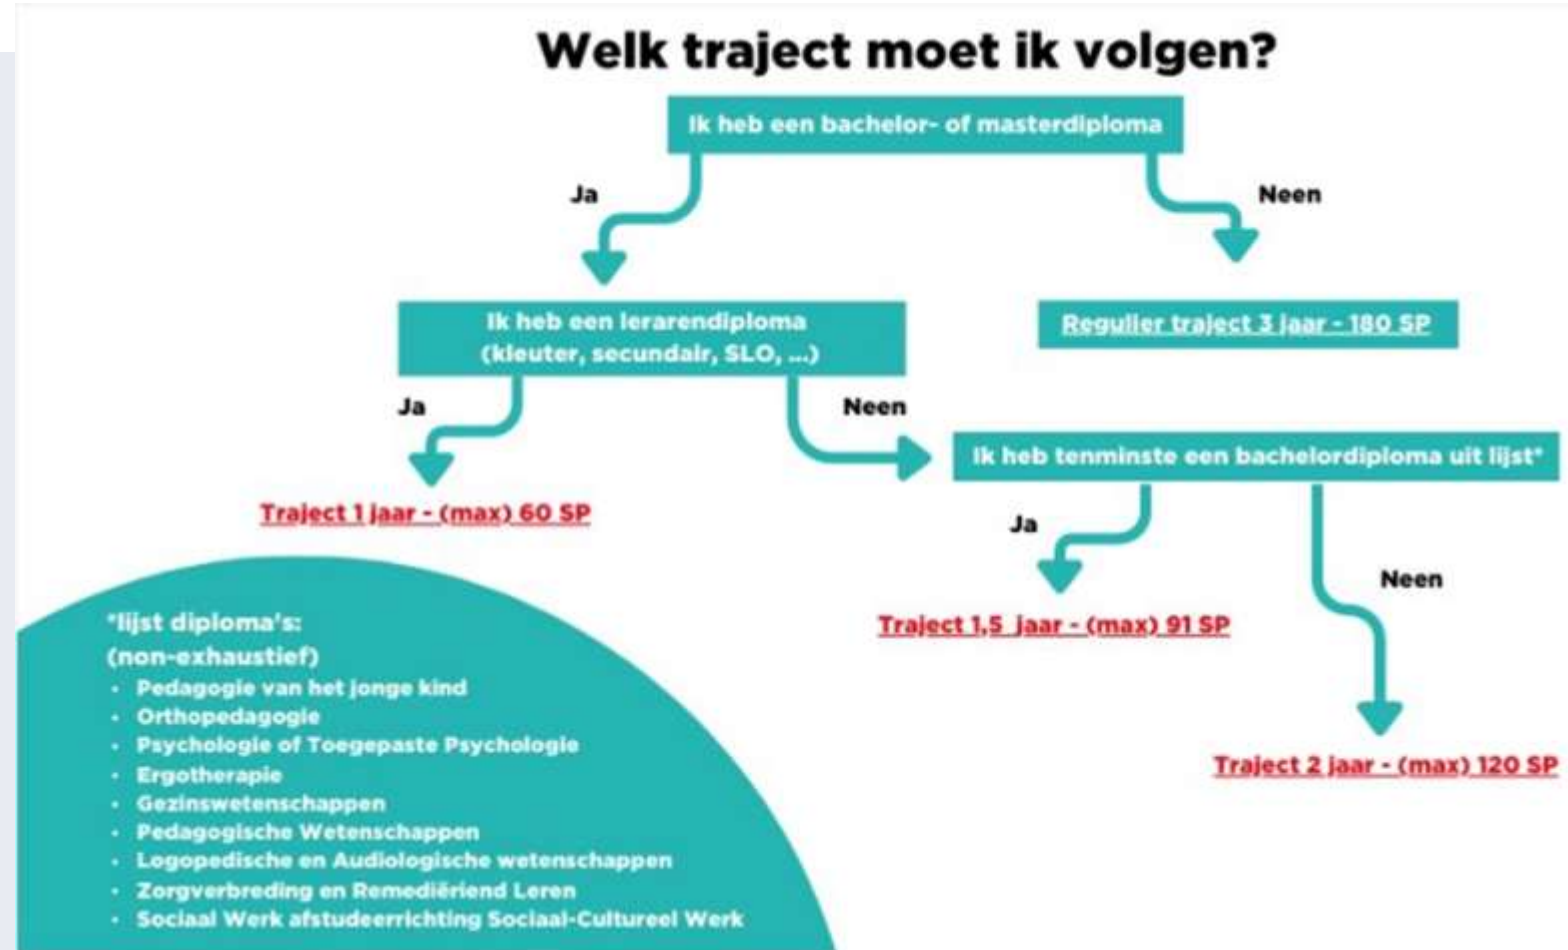 Welk traject moet ik volgen?
Ik heb een bachelor- of masterdiploma
Ja
Neen
Ik heb een lerarendiploma
(kleuter, secundair, SLO, ...)
Regulier traject 3 jaar - 180 SP
Ja
Neen
Ik heb tenminste een bachelordiploma uit lijst*
Traject 1 jaar - (max) 60 SP
Ja
Neen
Traject 1,5 jaar - (max) 91 SP
Traject 2 jaar - (max) 120 SP
*lijst diploma's:
(non-exhaustief)
• Pedagogie van het jonge kind
• Orthopedagogie
• Psychologie of Toegepaste Psychologie
• Ergotherapie
• Gezinswetenschappen
• Pedagogische Wetenschappen
• Logopedische en Audiologische wetenschappen
• Zorgverbreding en Remediëriend Leren
• Sociaal Werk afstudeerrichting Sociaal-Cultureel Werk